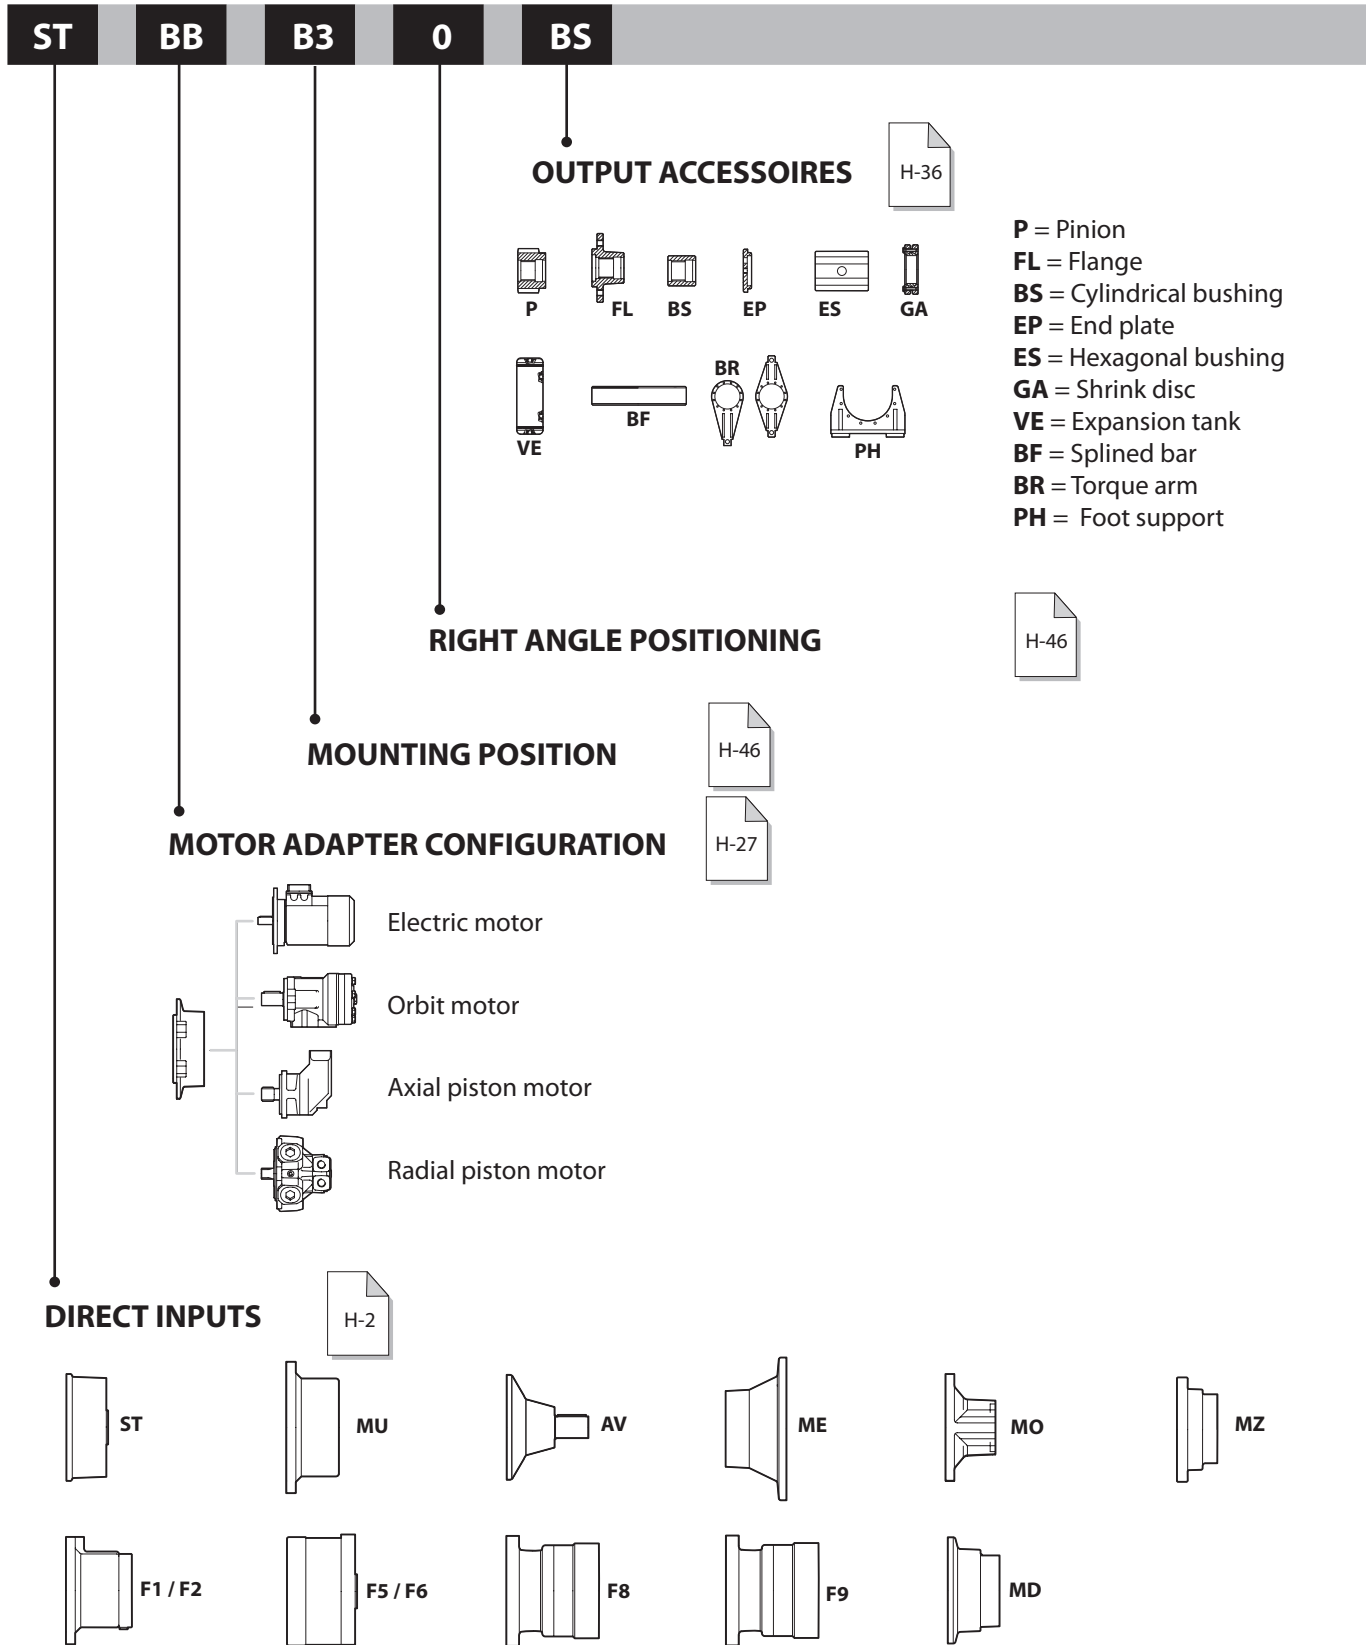 ST BB B3 0 BS
OUTPUT ACCESSOIRES
H-36
P = Pinion
FL = Flange
BS = Cylindrical bushing
EP = End plate
ES = Hexagonal bushing
GA = Shrink disc
VE = Expansion tank
BF = Splined bar
BR = Torque arm
PH = Foot support
P FL BS EP ES GA
VE BF BR PH
RIGHT ANGLE POSITIONING
H-46
MOUNTING POSITION
H-46
MOTOR ADAPTER CONFIGURATION
H-27
Electric motor
Orbit motor
Axial piston motor
Radial piston motor
DIRECT INPUTS
H-2
ST MU AV ME MO MZ
F1 / F2 F5 / F6 F8 F9 MD